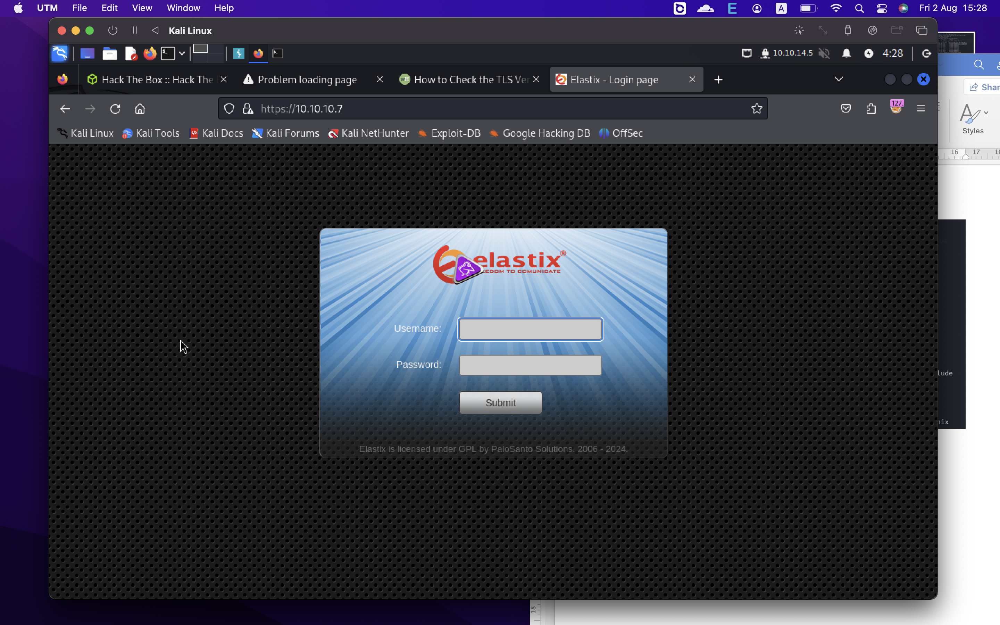 UTM File Edit View Window Help A Fri 2 Aug 15:28
Kali Linux
10.10.14.5 4:28
Hack The Box :: Hack The Problem loading page How to Check the TLS Ver Elastix - Login page
https://10.10.10.7 127.
Kali Linux Kali Tools Kali Docs Kali Forums Kali NetHunter Exploit-DB Google Hacking DB OffSec
Shar
Styles
16 17 18
elastix®
EEDOM TO COMUNICATE
Username:
Password:
lude
Submit
nix
Elastix is licensed under GPL by PaloSanto Solutions. 2006 - 2024.
18